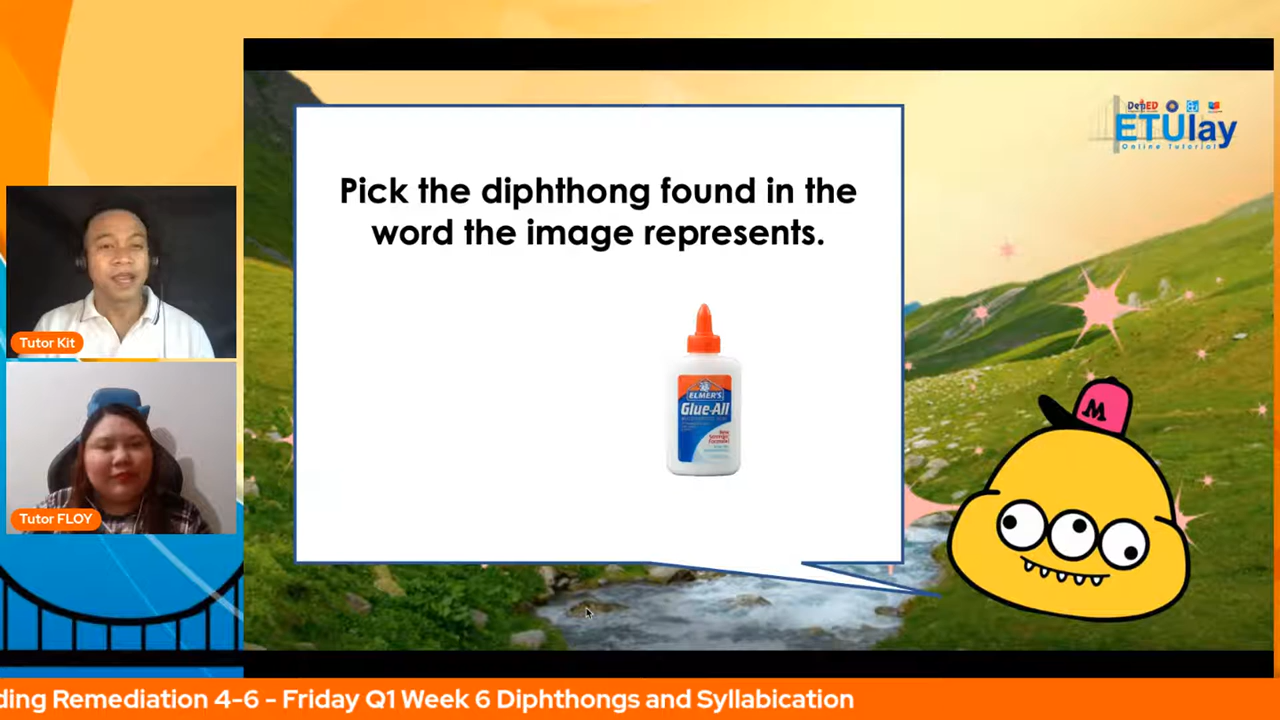 Pick the diphthong found in the
word the image represents.
DepED
ETUlay
Online Tutorial
ELMER'S
Glue-All
M
Tutor Kit
Tutor FLOY
ding Remediation 4-6 - Friday Q1 Week 6 Diphthongs and Syllabication